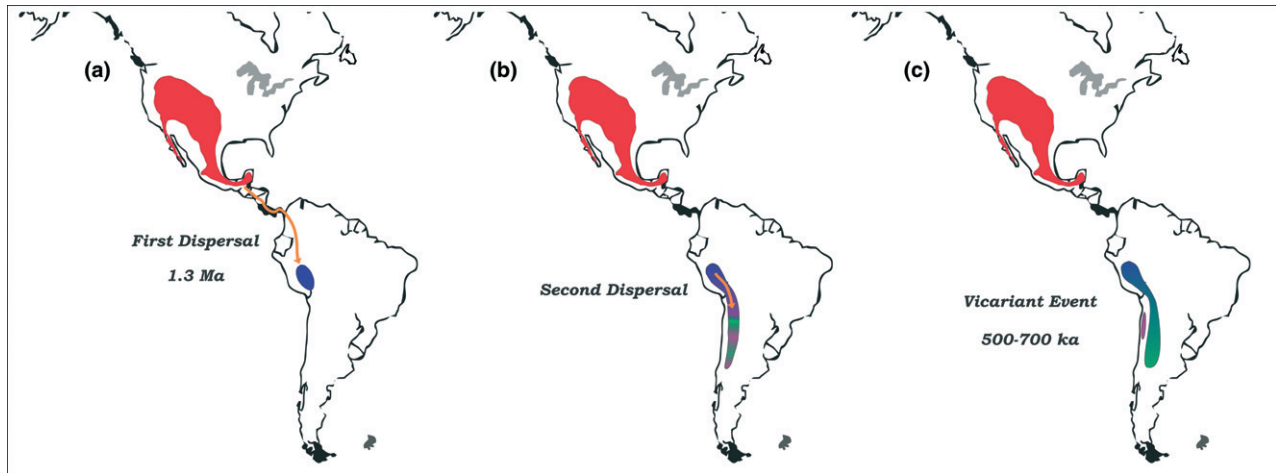 (a)
First Dispersal
1.3 Ma
(b)
Second Dispersal
(c)
Vicariant Event
500-700 ka